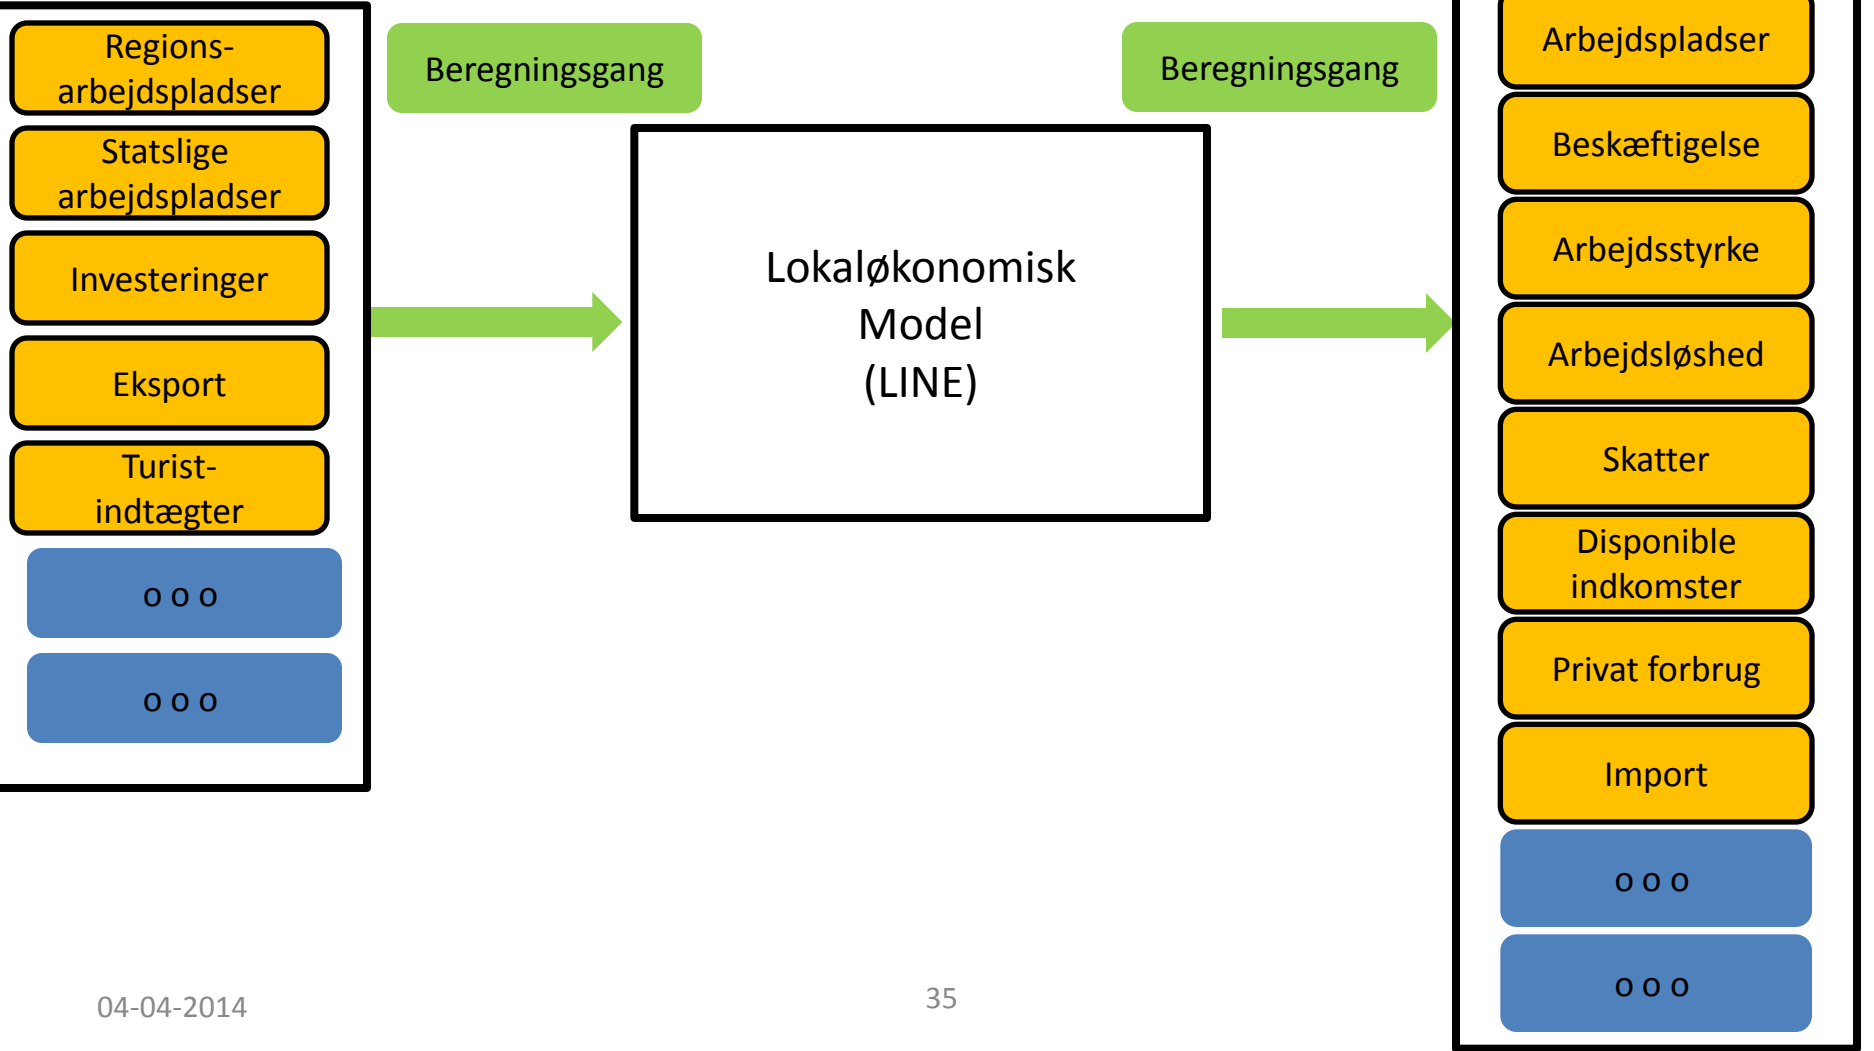 Regions-
arbejdspladser
Statslige
arbejdspladser
Investeringer
Eksport
Turist-
indtægter
o o o
o o o
Beregningsgang
Lokaløkonomisk
Model
(LINE)
Beregningsgang
Arbejdspladser
Beskæftigelse
Arbejdsstyrke
Arbejdsløshed
Skatter
Disponible
indkomster
Privat forbrug
Import
o o o
o o o
04-04-2014
35